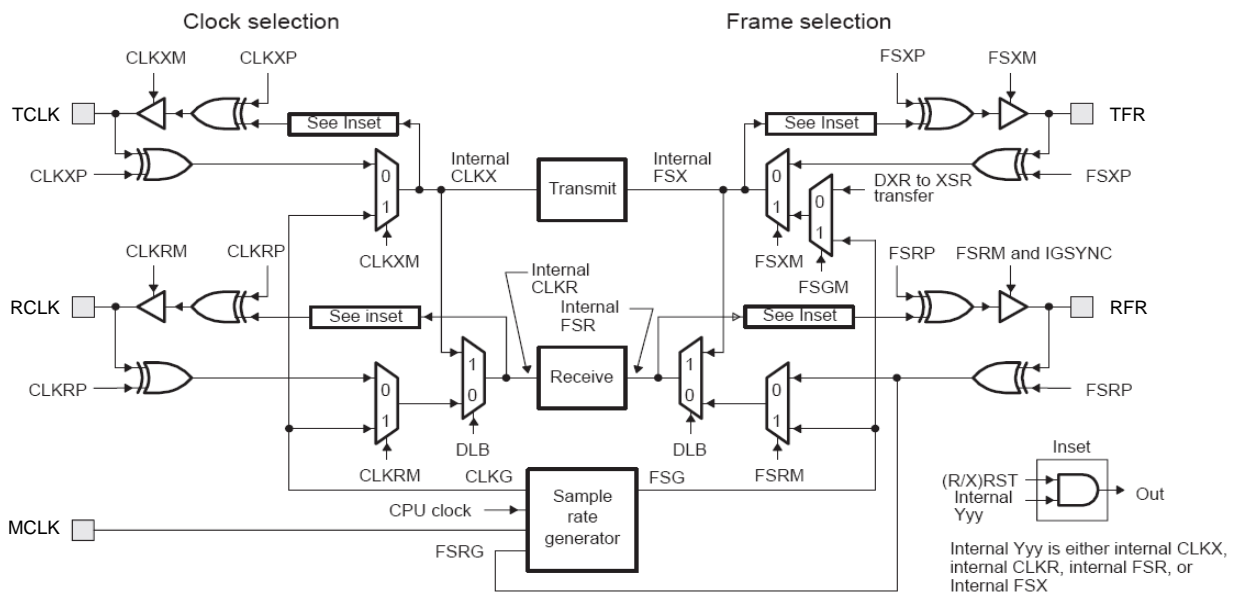 Clock selection
Frame selection
CLKXM
CLKXP
FSXP
FSXM
TCLK
See Inset
See Inset
TFR
CLKXP
0
1
Internal
CLKX
Transmit
Internal
FSX
0
1
0
1
DXR to XSR
transfer
FSXP
CLKXM
FSXM
FSGM
CLKRM
CLKRP
FSRP
FSRM and IGSYNC
Internal
CLKR
Internal
FSR
RCLK
See inset
See Inset
RFR
CLKRP
0
1
1
0
Receive
1
0
0
1
FSRP
DLB
DLB
CLKRM
FSRM
CLKG
FSG
CPU clock
Sample
rate
generator
MCLK
FSRG
Inset
(R/X)RST
Internal
Yyy
Out
Internal Yyy is either internal CLKX,
internal CLKR, internal FSR, or
Internal FSX